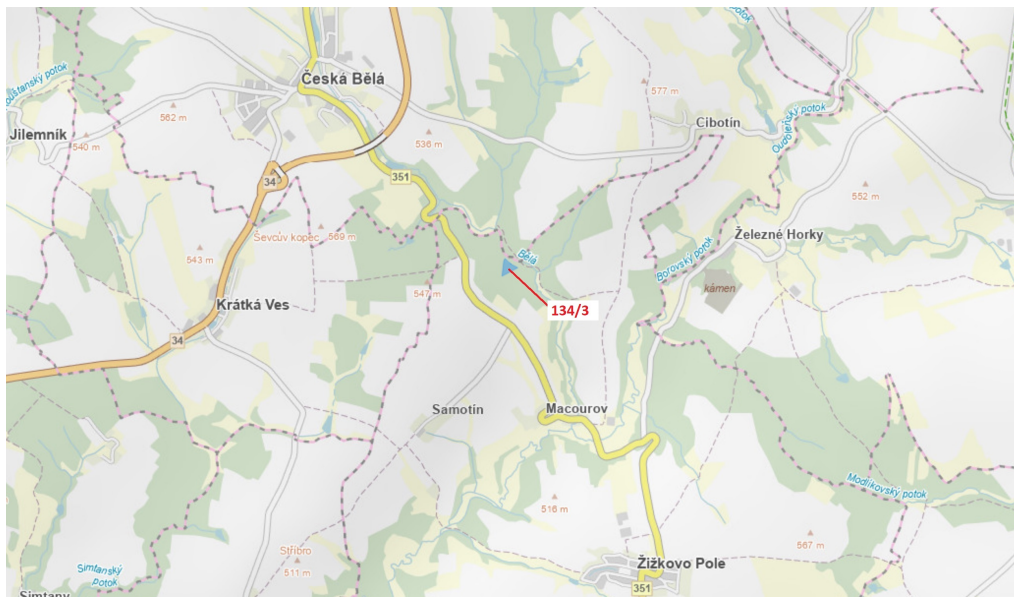 Česká Bělá
577 m
562 m
536 m
Cibotín
Jilemník
540 m
Oudoleňský potok
351
34
552 m
Ševcův kopec
569 m
Železné Horky
543 m
Bělá
Borovský potok
kámen
547 m
Krátká Ves
134/3
34
Samotín
Macourov
Modlíkovský potok
516 m
567 m
Stříbro
511 m
Žižkovo Pole
Simtanský
potok
351
Simtany